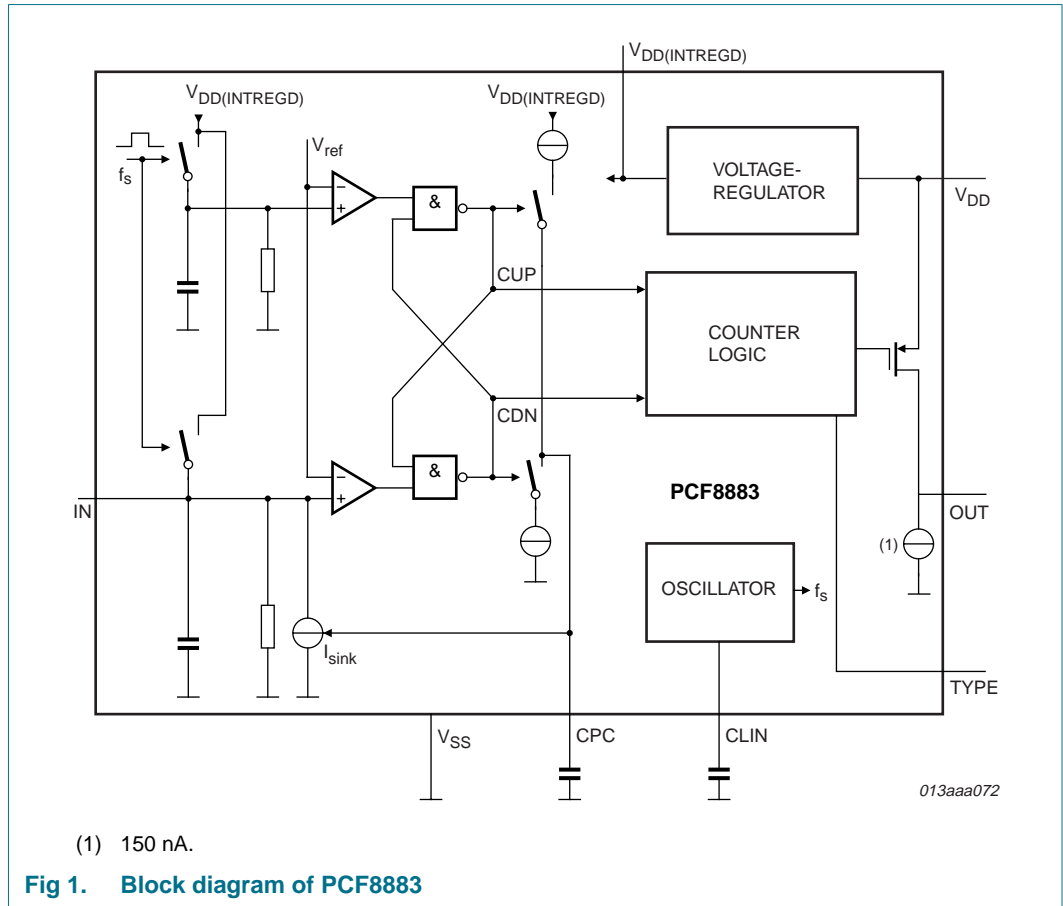 V_DD(INTREGD)
V_DD(INTREGD)
V_DD(INTREGD)
f_s
V_ref
−
+
&
VOLTAGE-
REGULATOR
V_DD
CUP
COUNTER
LOGIC
CDN
−
+
&
PCF8883
IN
OUT
(1)
OSCILLATOR
f_s
I_sink
TYPE
V_SS
CPC
CLIN
013aaa072
(1) 150 nA.
Fig 1. Block diagram of PCF8883